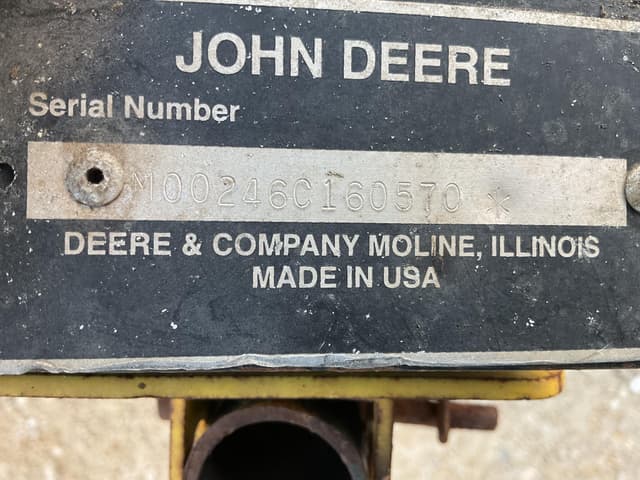 JOHN DEERE
Serial Number
M00246C160570 *
DEERE & COMPANY MOLINE, ILLINOIS
MADE IN USA